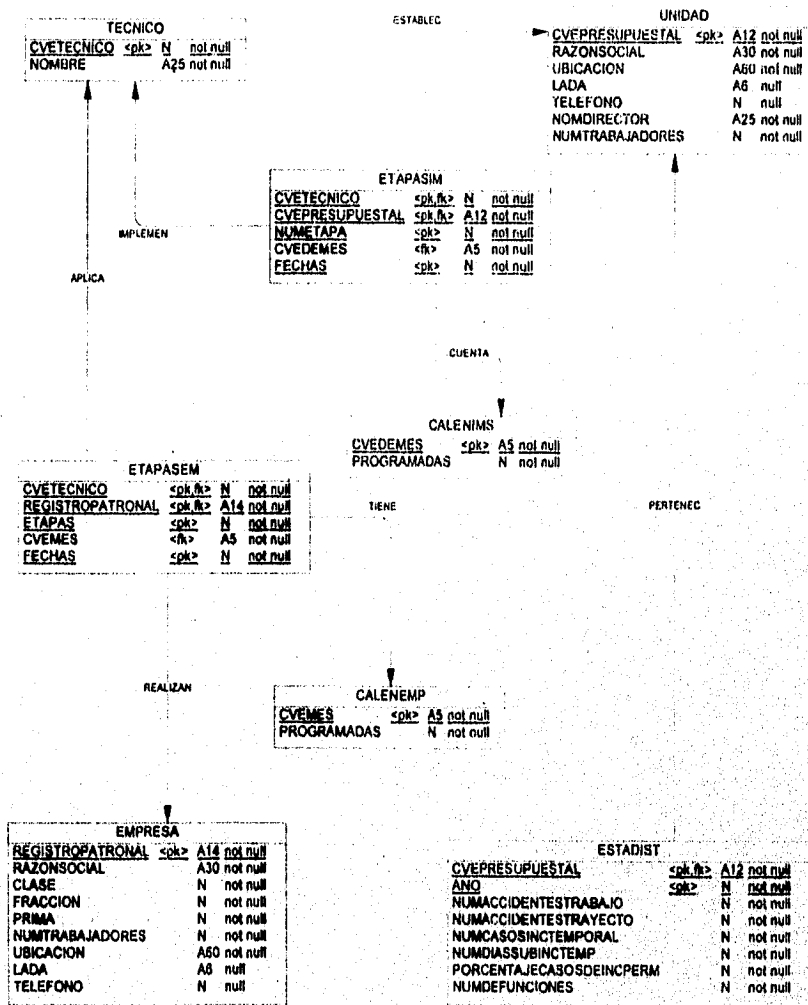 TECNICO
CVETECNICO <pk> N not null
NOMBRE A25 not null
ESTABLEC
UNIDAD
CVEPRESUPUESTAL <pk> A12 not null
RAZONSOCIAL A30 not null
UBICACION A60 not null
LADA A6 null
TELEFONO N null
NOMDIRECTOR A25 not null
NUMTRABAJADORES N not null
ETAPASIM
CVETECNICO <pk,fk> N not null
CVEPRESUPUESTAL <pk,fk> A12 not null
NUMETAPA <pk> N not null
CVEDEMES <fk> A5 not null
FECHAS <pk> N not null
IMPLEMEN
APLICA
CUENTA
CALENIMS
CVEDEMES <pk> A5 not null
PROGRAMADAS N not null
ETAPASEM
CVETECNICO <pk,fk> N not null
REGISTROPATRONAL <pk,fk> A14 not null
ETAPAS <pk> N not null
CVEMES <fk> A5 not null
FECHAS <pk> N not null
TIENE
PERTENEC
REALIZAN
CALENEMP
CVEMES <pk> A5 not null
PROGRAMADAS N not null
EMPRESA
REGISTROPATRONAL <pk> A14 not null
RAZONSOCIAL A30 not null
CLASE N not null
FRACCION N not null
PRIMA N not null
NUMTRABAJADORES N not null
UBICACION A60 not null
LADA A6 null
TELEFONO N null
ESTADIST
CVEPRESUPUESTAL <pk,fk> A12 not null
ANO <pk> N not null
NUMACCIDENTESTRABAJO N not null
NUMACCIDENTESTRAYECTO N not null
NUMCASOSINCTEMPORAL N not null
NUMDIASSUBINCTEMP N not null
PORCENTAJECASOSDEINCPERM N not null
NUMDEFUNCIONES N not null